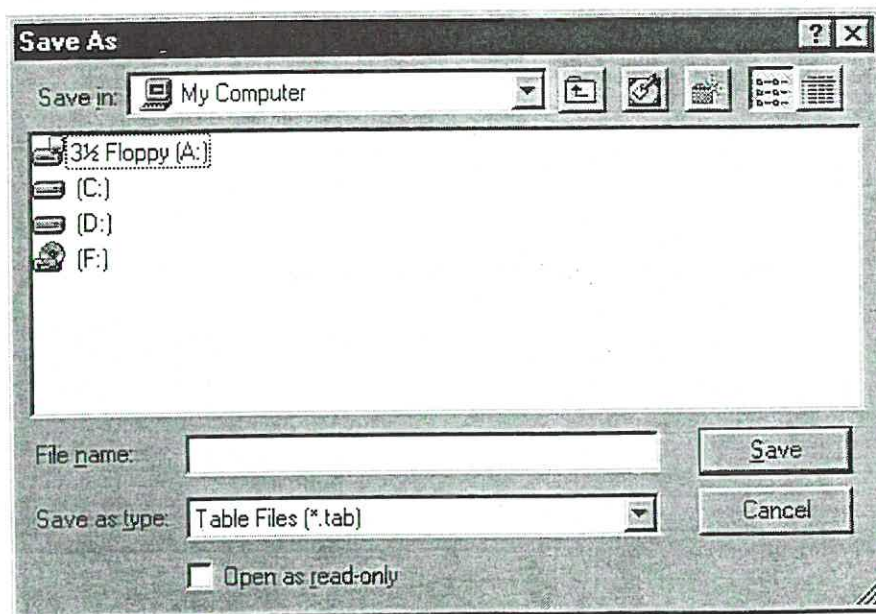 Save As
Save in: My Computer
3½ Floppy (A:)
(C:)
(D:)
(F:)
File name:
Save
Save as type: Table Files (*.tab)
Cancel
Open as read-only